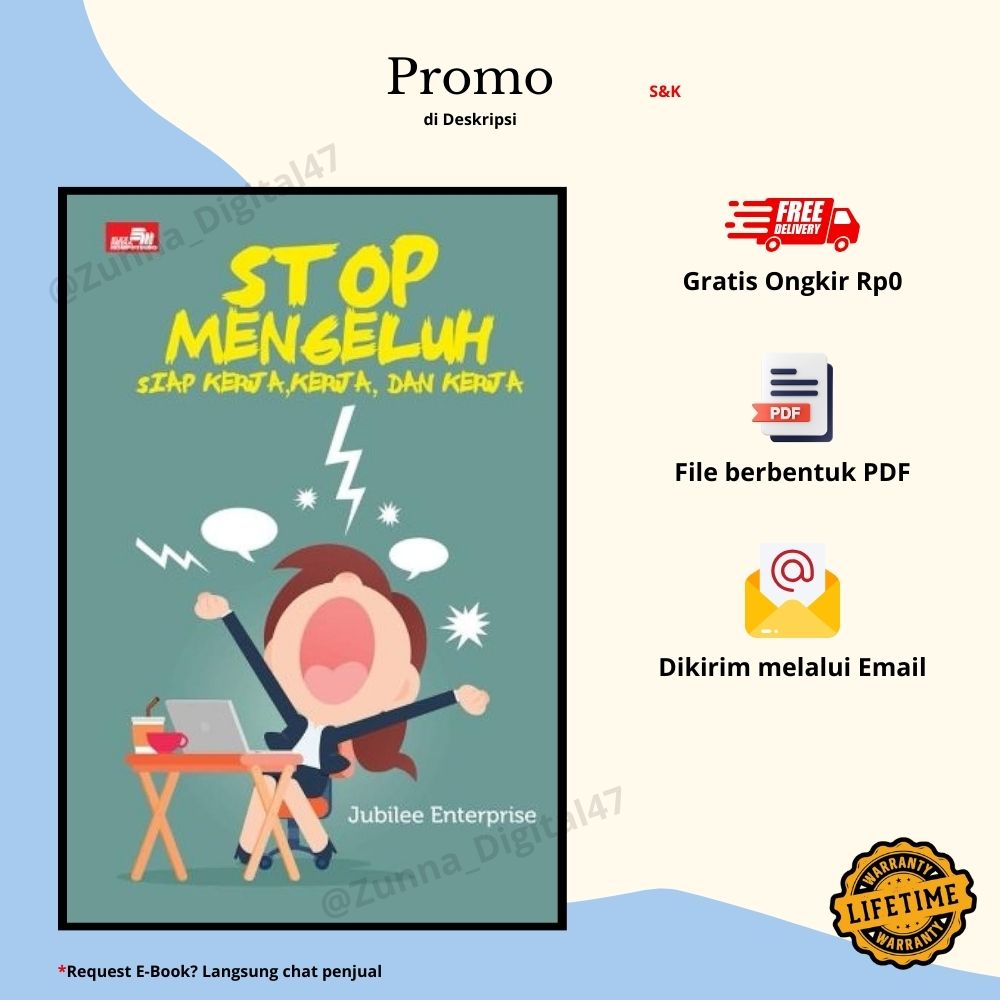 Promo
di Deskripsi
S&K
@Zunna_Digital47
STOP
MENGELUH
SIAP KERJA,KERJA, DAN KERJA
Jubilee Enterprise
@Zunna_Digital47
FREE
DELIVERY
Gratis Ongkir Rp0
PDF
File berbentuk PDF
@
Dikirim melalui Email
WARRANTY
LIFETIME
WARRANTY
*Request E-Book? Langsung chat penjual